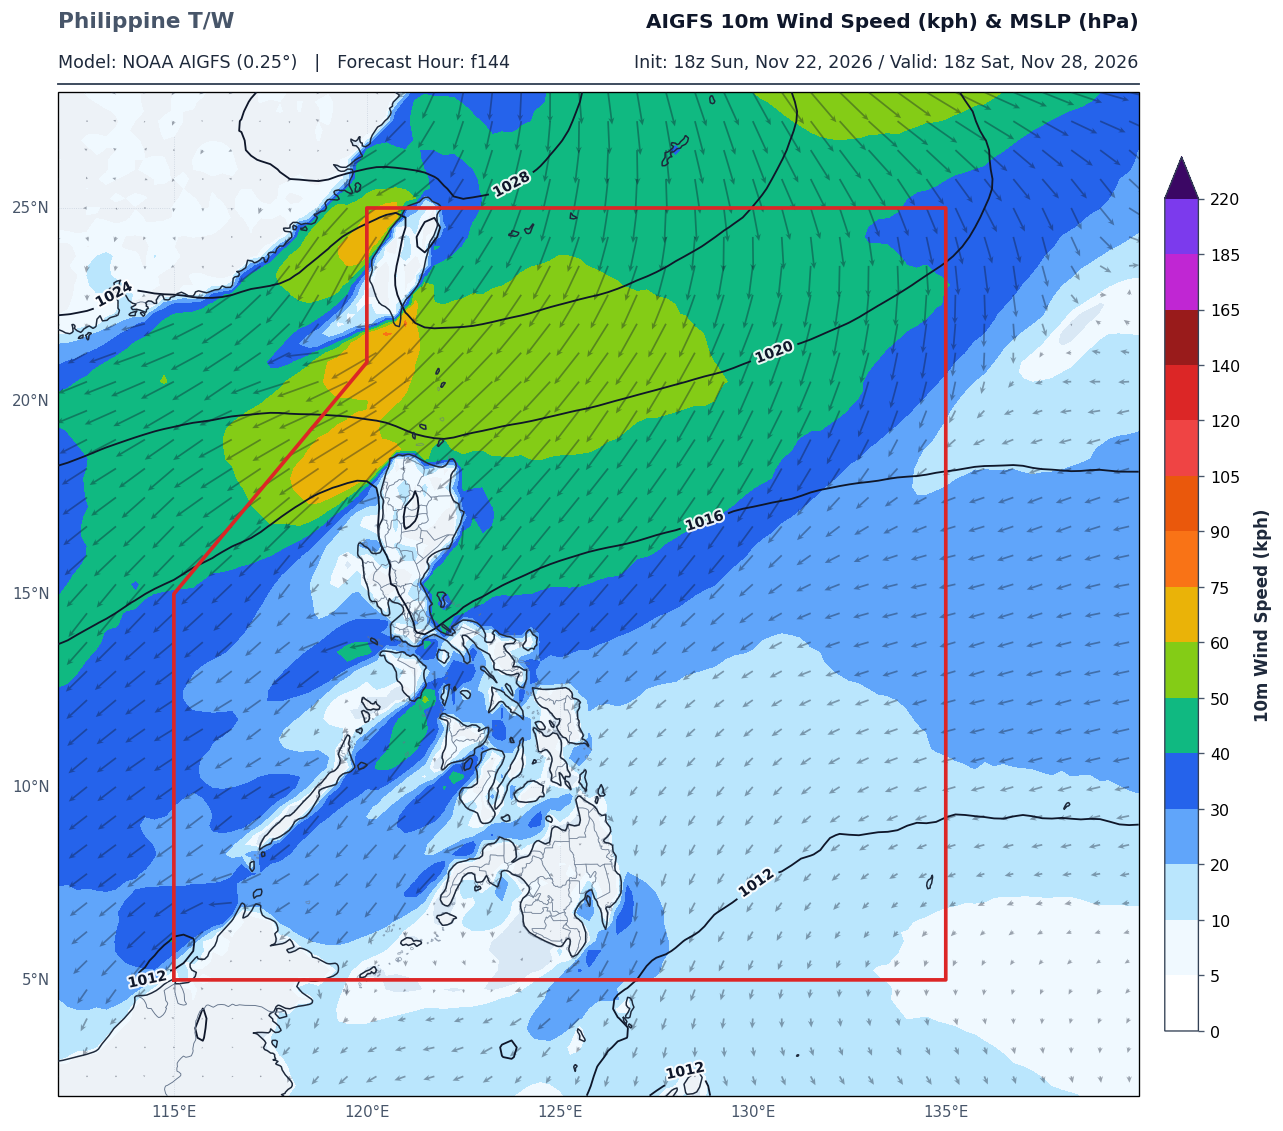 Philippine T/W
AIGFS 10m Wind Speed (kph) & MSLP (hPa)
Model: NOAA AIGFS (0.25°)   |   Forecast Hour: f144
Init: 18z Sun, Nov 22, 2026 / Valid: 18z Sat, Nov 28, 2026
25°N
20°N
15°N
10°N
5°N
115°E
120°E
125°E
130°E
135°E
1028
1024
1020
1016
1012
1012
1012
220
185
165
140
120
105
90
75
60
50
40
30
20
10
5
0
10m Wind Speed (kph)